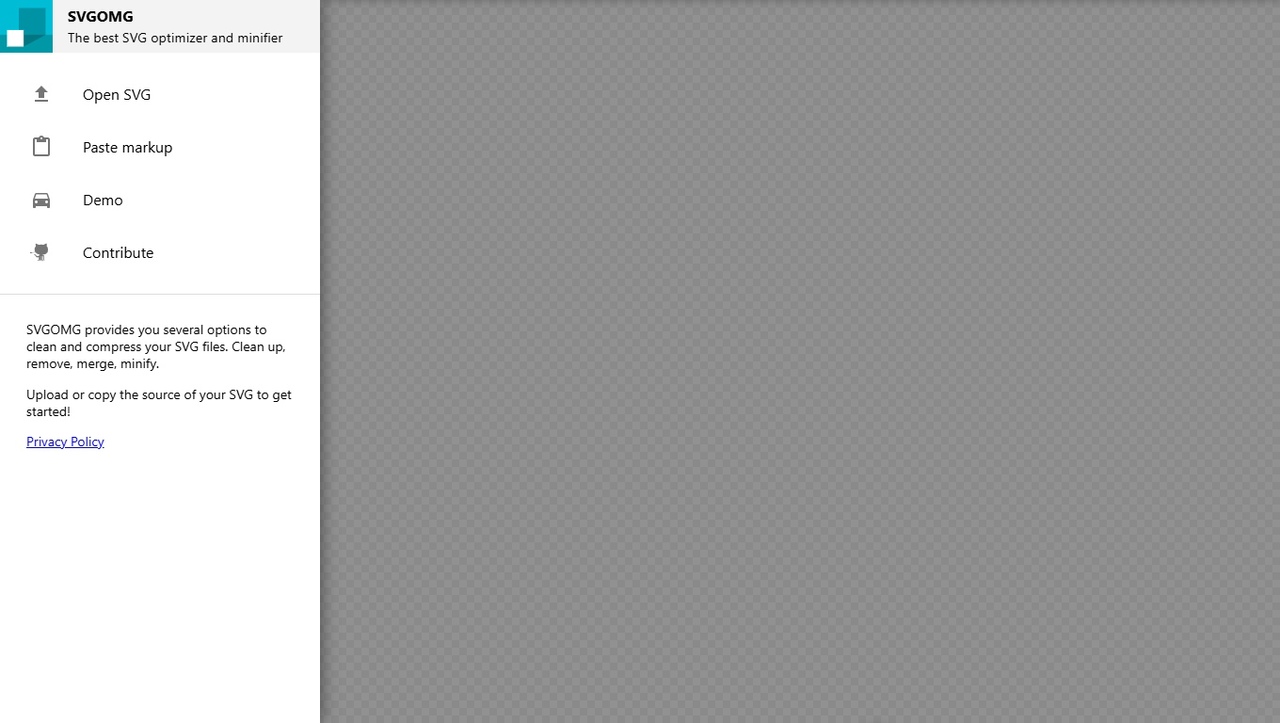 SVGOMG
The best SVG optimizer and minifier
Open SVG
Paste markup
Demo
Contribute
SVGOMG provides you several options to
clean and compress your SVG files. Clean up,
remove, merge, minify.
Upload or copy the source of your SVG to get
started!
Privacy Policy